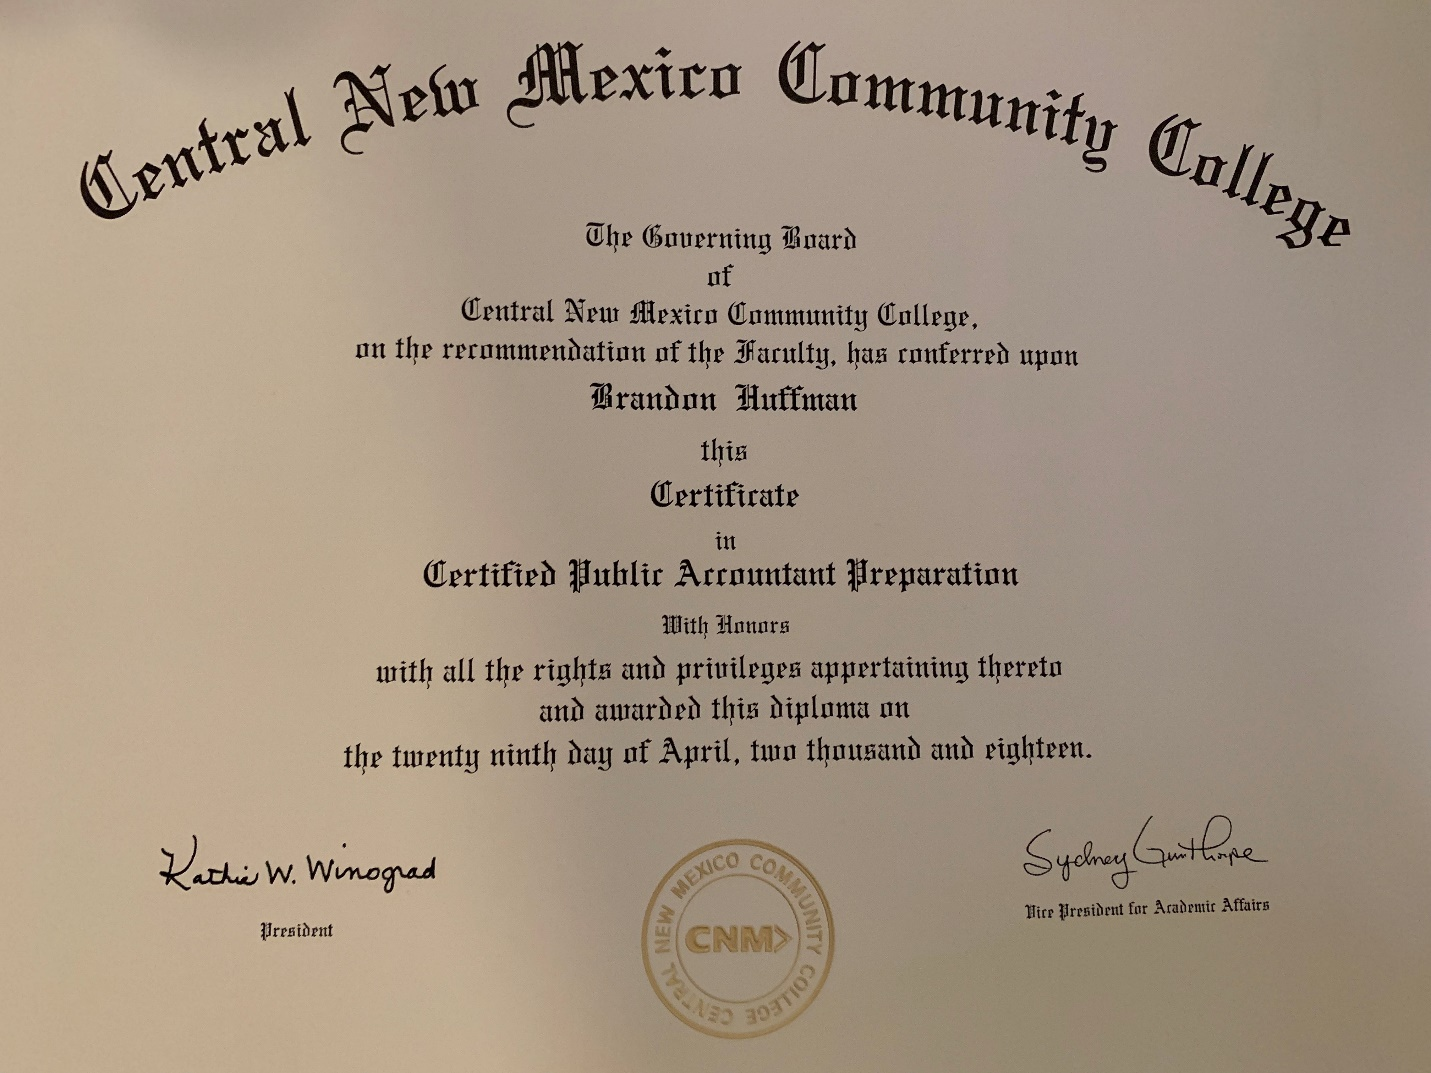 Central New Mexico Community College
The Governing Board
of
Central New Mexico Community College,
on the recommendation of the Faculty, has conferred upon
Brandon Huffman
this
Certificate
in
Certified Public Accountant Preparation
With Honors
with all the rights and privileges appertaining thereto
and awarded this diploma on
the twenty ninth day of April, two thousand and eighteen.
Kathie W. Winograd
President
CENTRAL NEW MEXICO COMMUNITY COLLEGE
CNM
Sydney Gunthorpe
Vice President for Academic Affairs